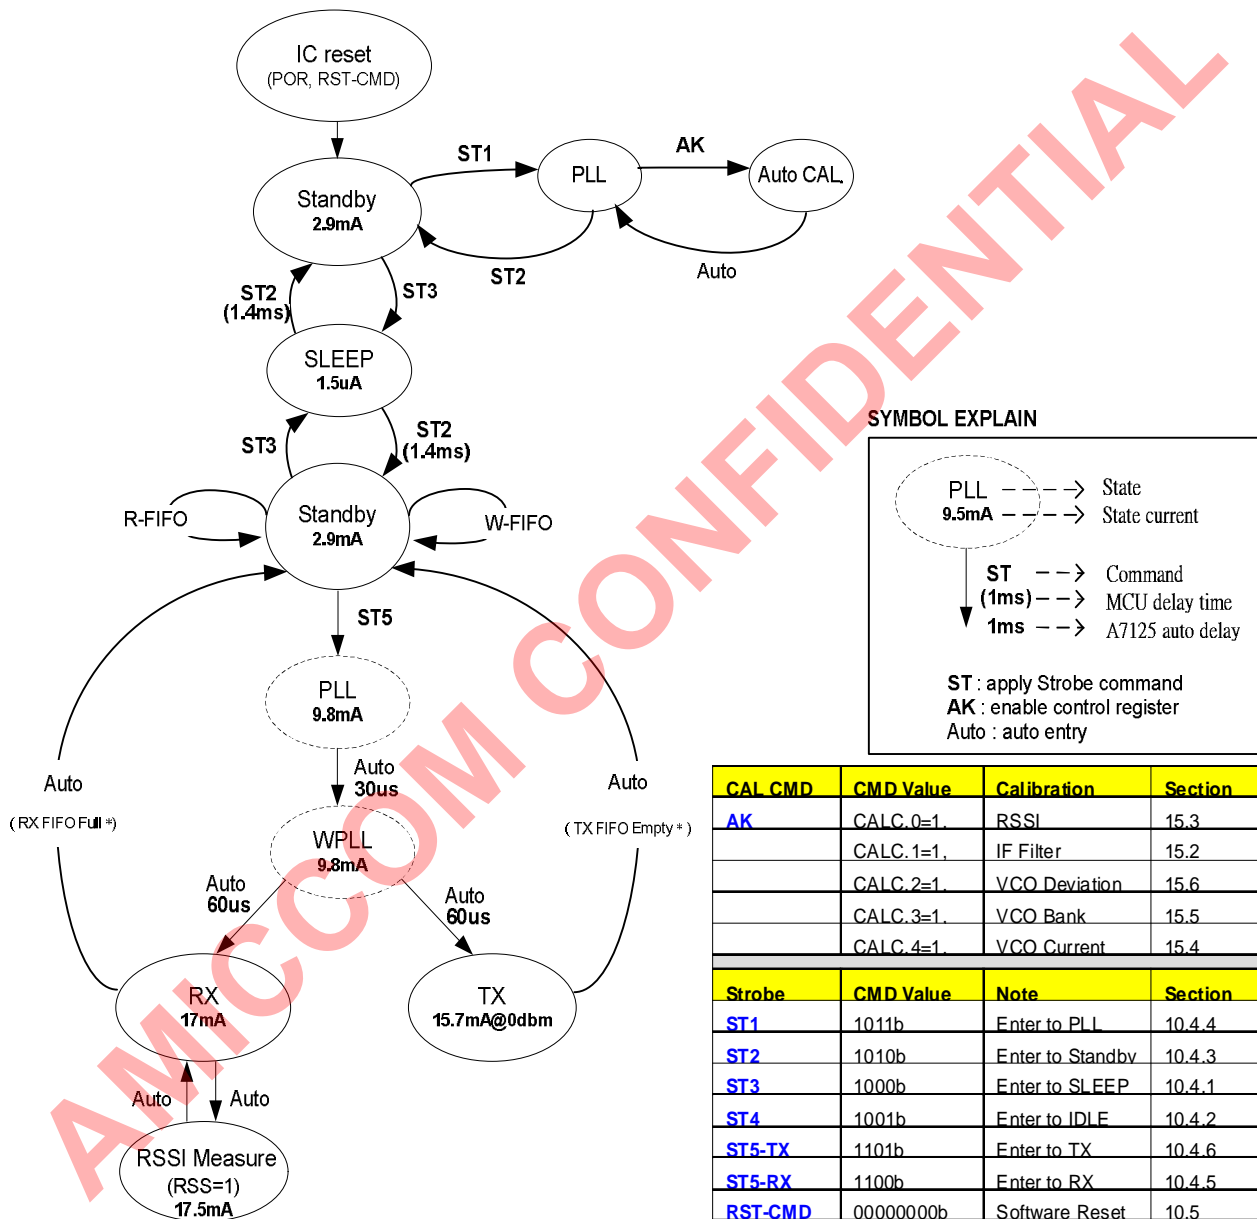 IC reset
(POR, RST-CMD)
ST1
AK
PLL
Auto CAL.
Standby
2.9mA
ST2
Auto
ST2
(1.4ms)
ST3
SLEEP
1.5uA
ST3
ST2
(1.4ms)
R-FIFO
Standby
2.9mA
W-FIFO
ST5
PLL
9.8mA
Auto
30us
Auto
(RX FIFO Full *)
Auto
(TX FIFO Empty *)
WPLL
9.8mA
Auto
60us
Auto
60us
RX
17mA
TX
15.7mA@0dbm
Auto
Auto
RSSI Measure
(RSS=1)
17.5mA
SYMBOL EXPLAIN
PLL State
9.5mA State current
ST Command
(1ms) MCU delay time
1ms A7125 auto delay
ST : apply Strobe command
AK : enable control register
Auto : auto entry
CAL CMD CMD Value Calibration Section
AK CALC.0=1, RSSI 15.3
CALC.1=1, IF Filter 15.2
CALC.2=1, VCO Deviation 15.6
CALC.3=1, VCO Bank 15.5
CALC.4=1, VCO Current 15.4
Strobe CMD Value Note Section
ST1 1011b Enter to PLL 10.4.4
ST2 1010b Enter to Standby 10.4.3
ST3 1000b Enter to SLEEP 10.4.1
ST4 1001b Enter to IDLE 10.4.2
ST5-TX 1101b Enter to TX 10.4.6
ST5-RX 1100b Enter to RX 10.4.5
RST-CMD 00000000b Software Reset 10.5
AMICCOM CONFIDENTIAL